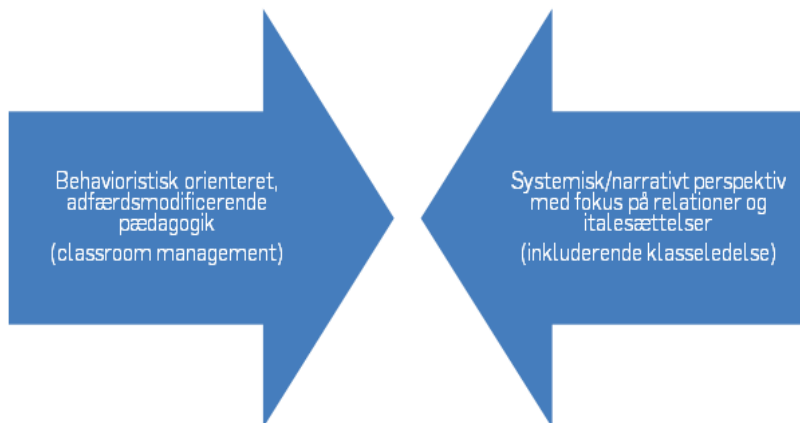 Behavioristisk orienteret,
adfærdsmodificerende
pædagogik
(classroom management)
Systemisk/narrativt perspektiv
med fokus på relationer og
italesættelser
(inkluderende klasseledelse)